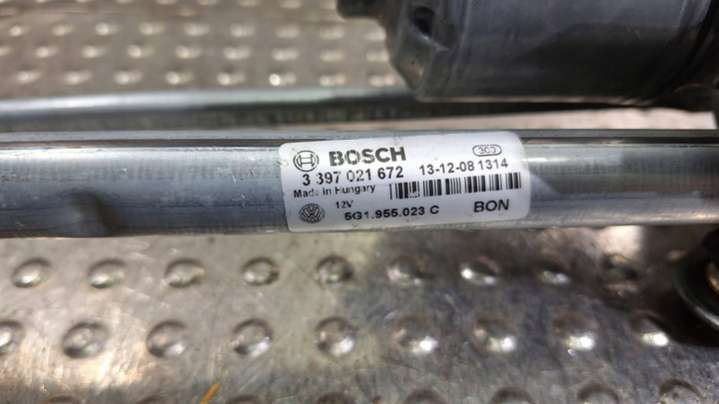 BOSCH
3 397 021 672 13-12-08 1314
Made in Hungary
12V
5G1.955.023 C BON